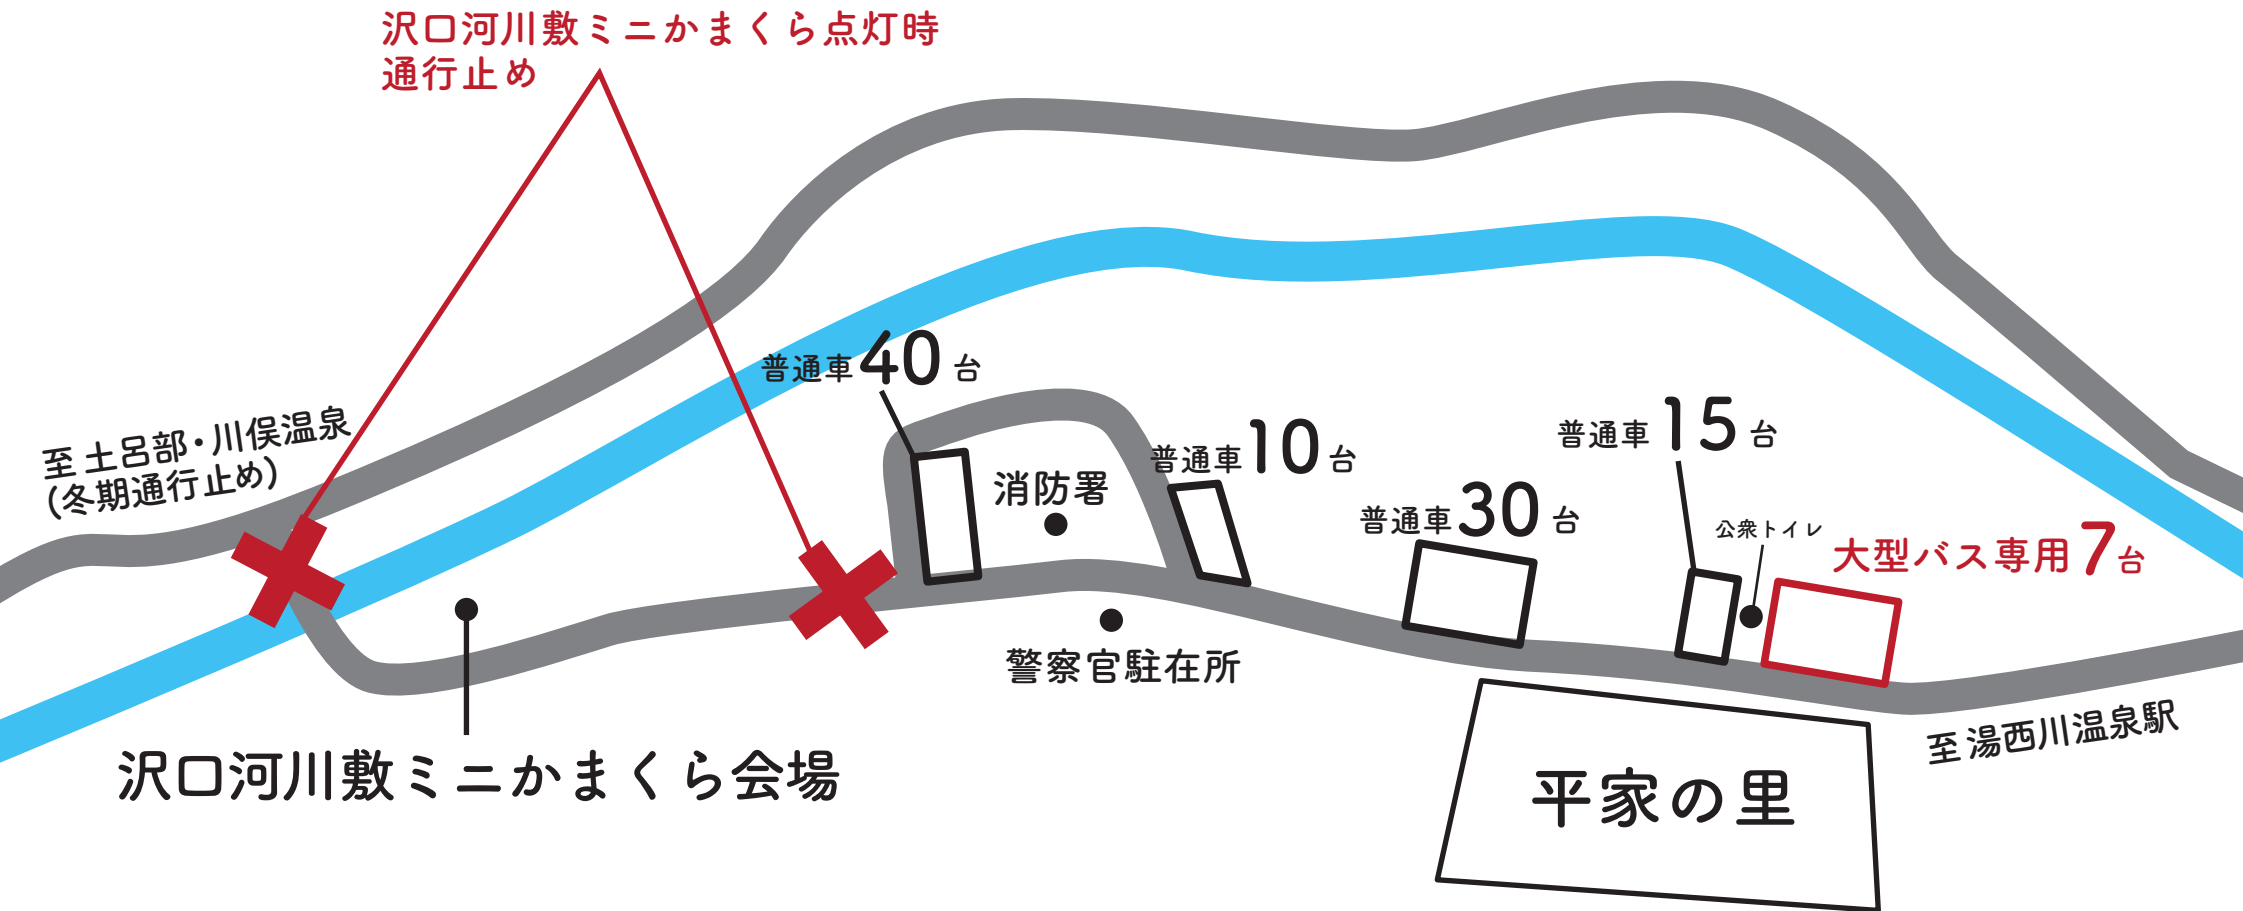 沢口河川敷ミニかまくら点灯時
通行止め
普通車40台
普通車10台
普通車15台
普通車30台
至 土呂部・川俣温泉
(冬期通行止め)
消防署
公衆トイレ
大型バス専用7台
警察官駐在所
至 湯西川温泉駅
沢口河川敷ミニかまくら会場
平家の里